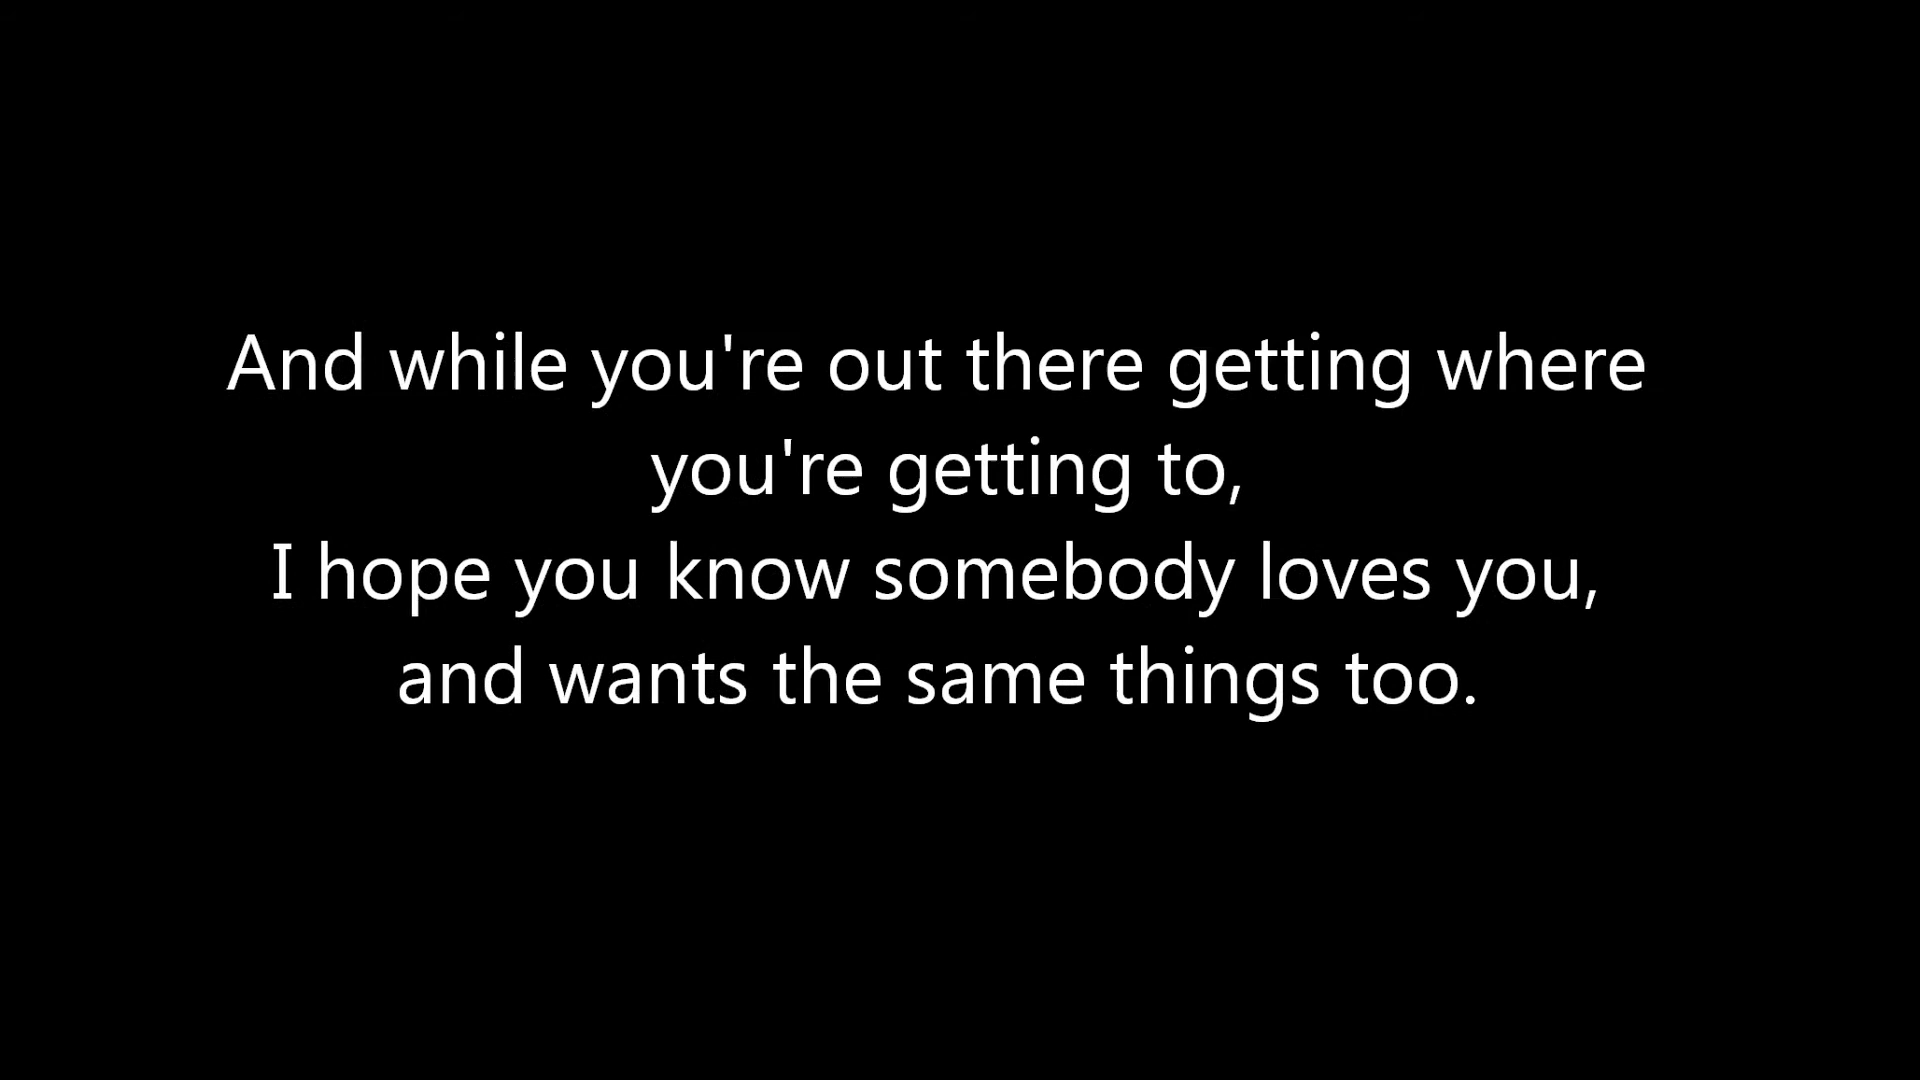 And while you're out there getting where
you're getting to,
I hope you know somebody loves you,
and wants the same things too.